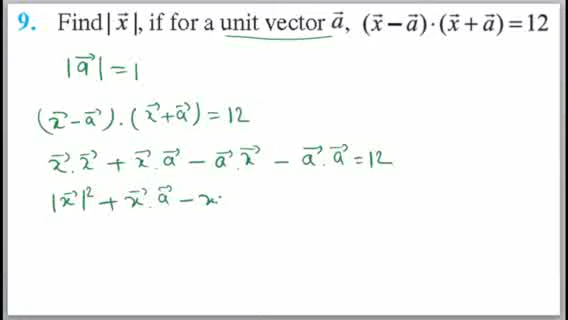 9. Find |x⃗|, if for a unit vector a⃗, (x⃗ − a⃗)·(x⃗ + a⃗) = 12
|a⃗| = 1
(x⃗ − a⃗).(x⃗ + a⃗) = 12
x⃗.x⃗ + x⃗.a⃗ − a⃗.x⃗ − a⃗.a⃗ = 12
|x⃗|² + x⃗.a⃗ − x.